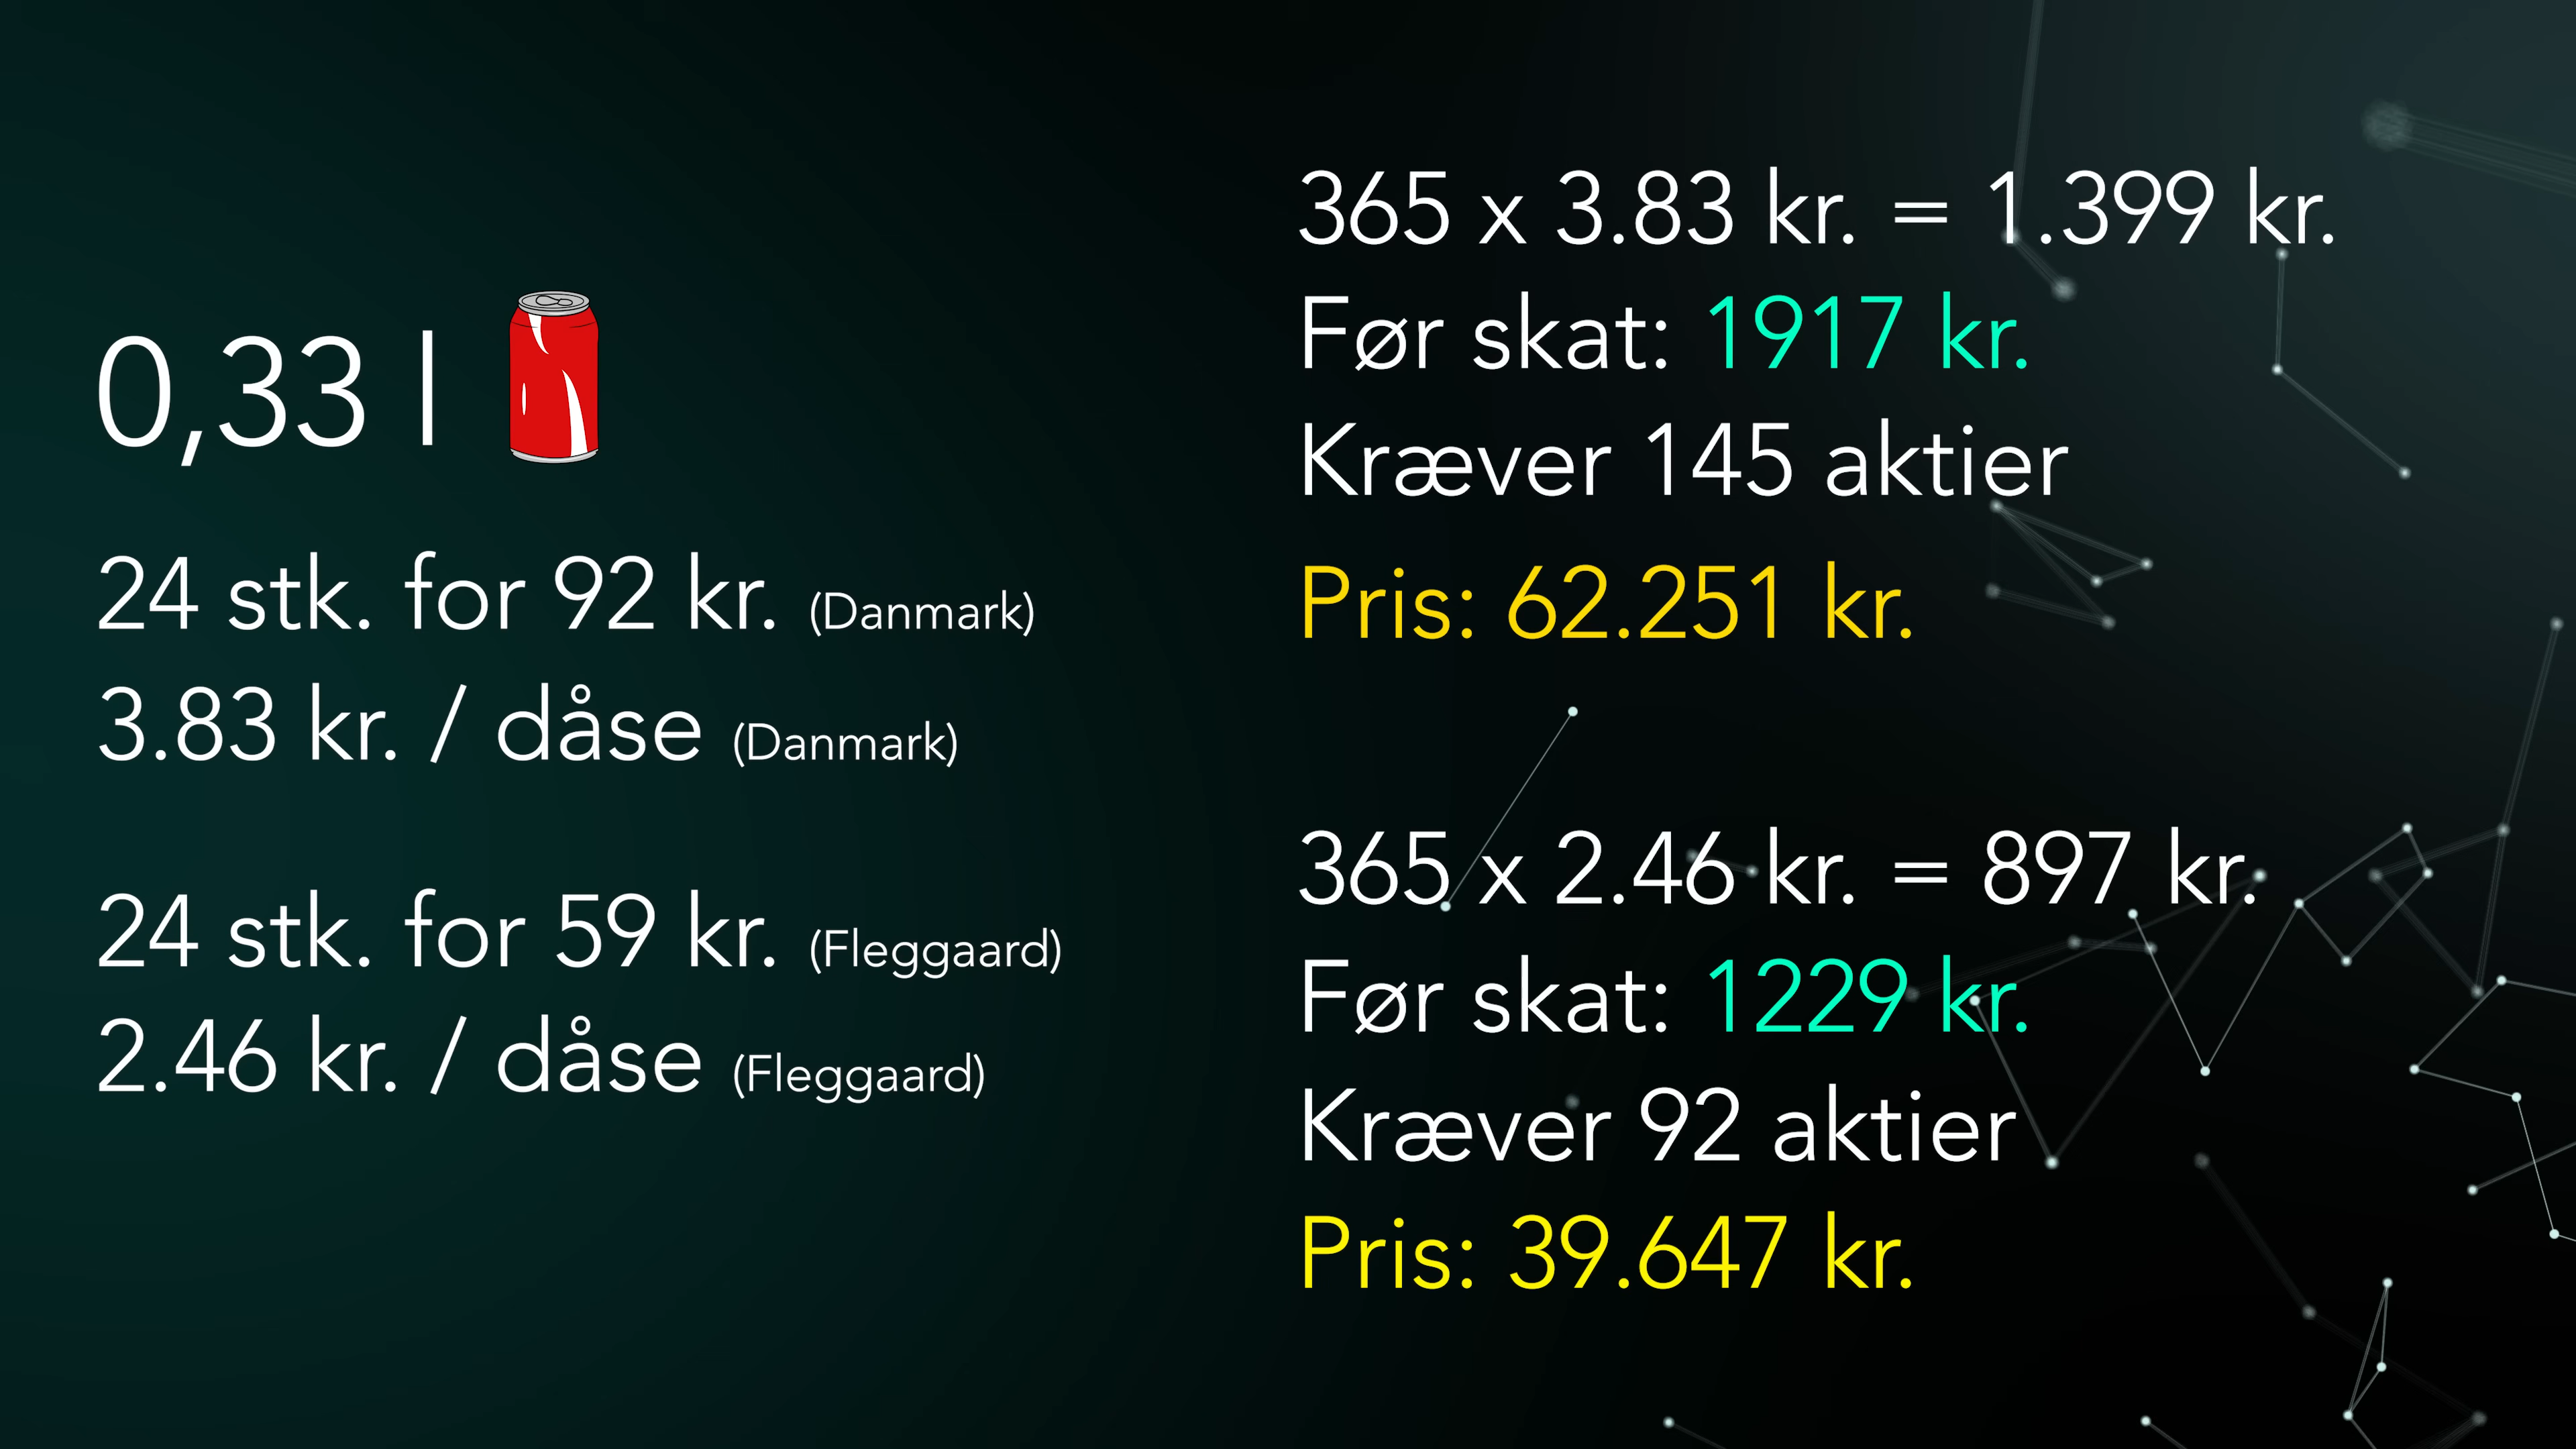 0,33 l
24 stk. for 92 kr. (Danmark)
3.83 kr. / dåse (Danmark)
24 stk. for 59 kr. (Fleggaard)
2.46 kr. / dåse (Fleggaard)
365 x 3.83 kr. = 1.399 kr.
Før skat: 1917 kr.
Kræver 145 aktier
Pris: 62.251 kr.
365 x 2.46 kr. = 897 kr.
Før skat: 1229 kr.
Kræver 92 aktier
Pris: 39.647 kr.